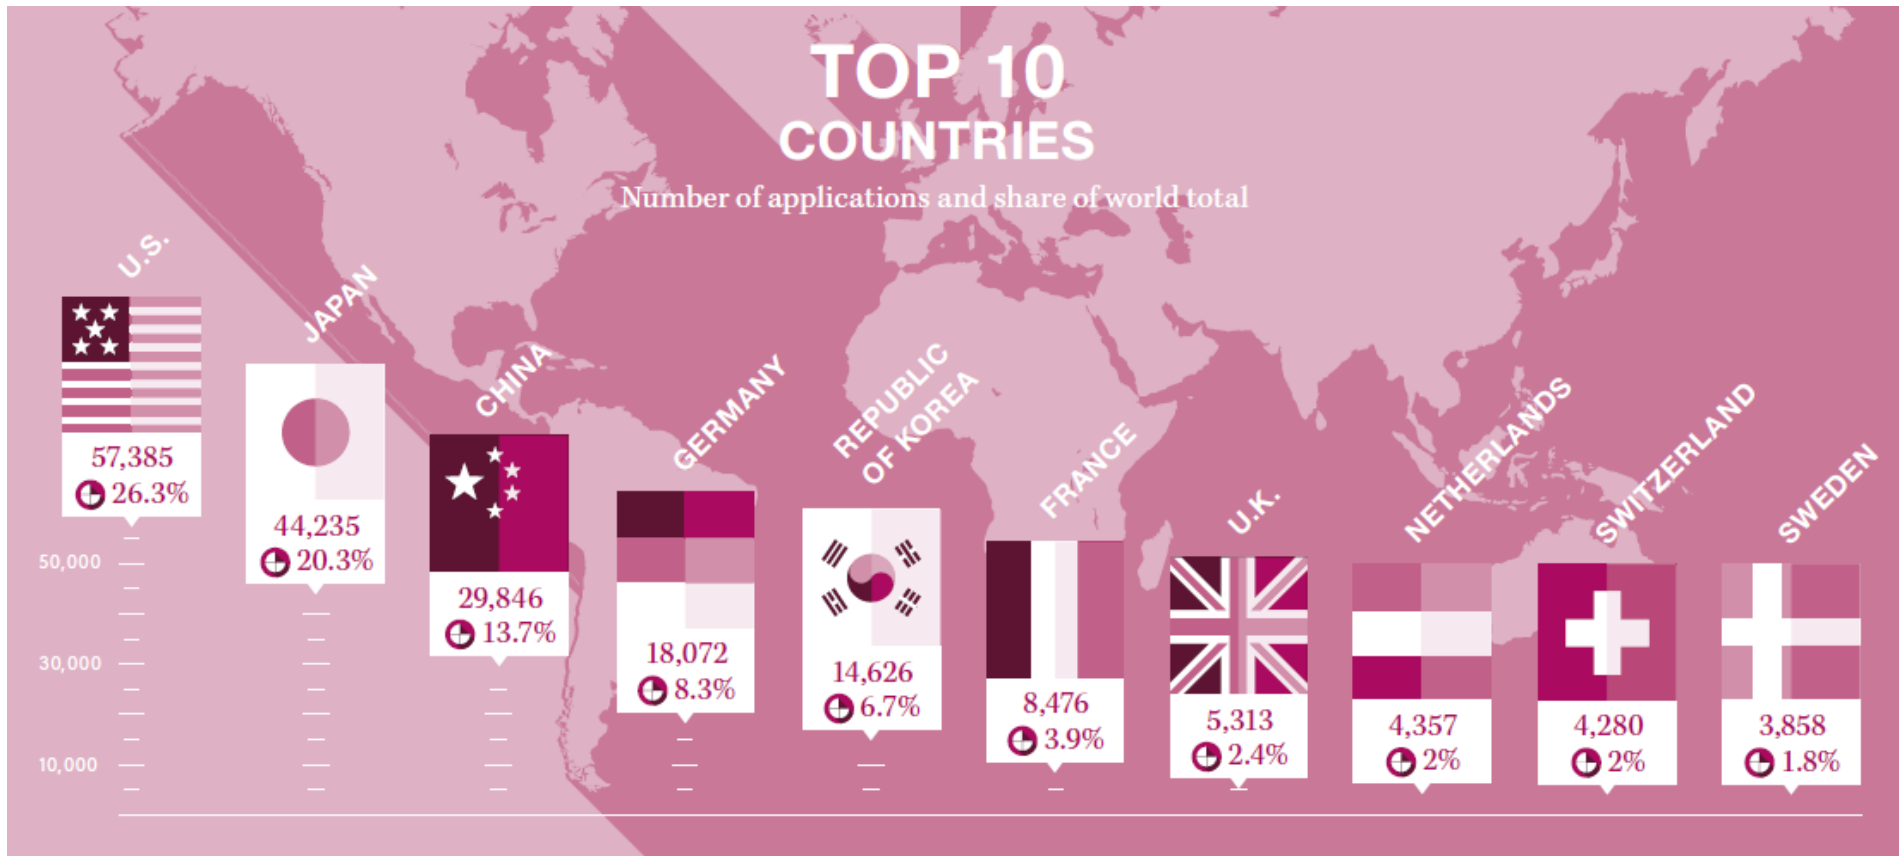 TOP 10
COUNTRIES
Number of applications and share of world total
U.S.
57,385
26.3%
JAPAN
44,235
20.3%
CHINA
29,846
13.7%
GERMANY
18,072
8.3%
REPUBLIC
OF KOREA
14,626
6.7%
FRANCE
8,476
3.9%
U.K.
5,313
2.4%
NETHERLANDS
4,357
2%
SWITZERLAND
4,280
2%
SWEDEN
3,858
1.8%
50,000
30,000
10,000